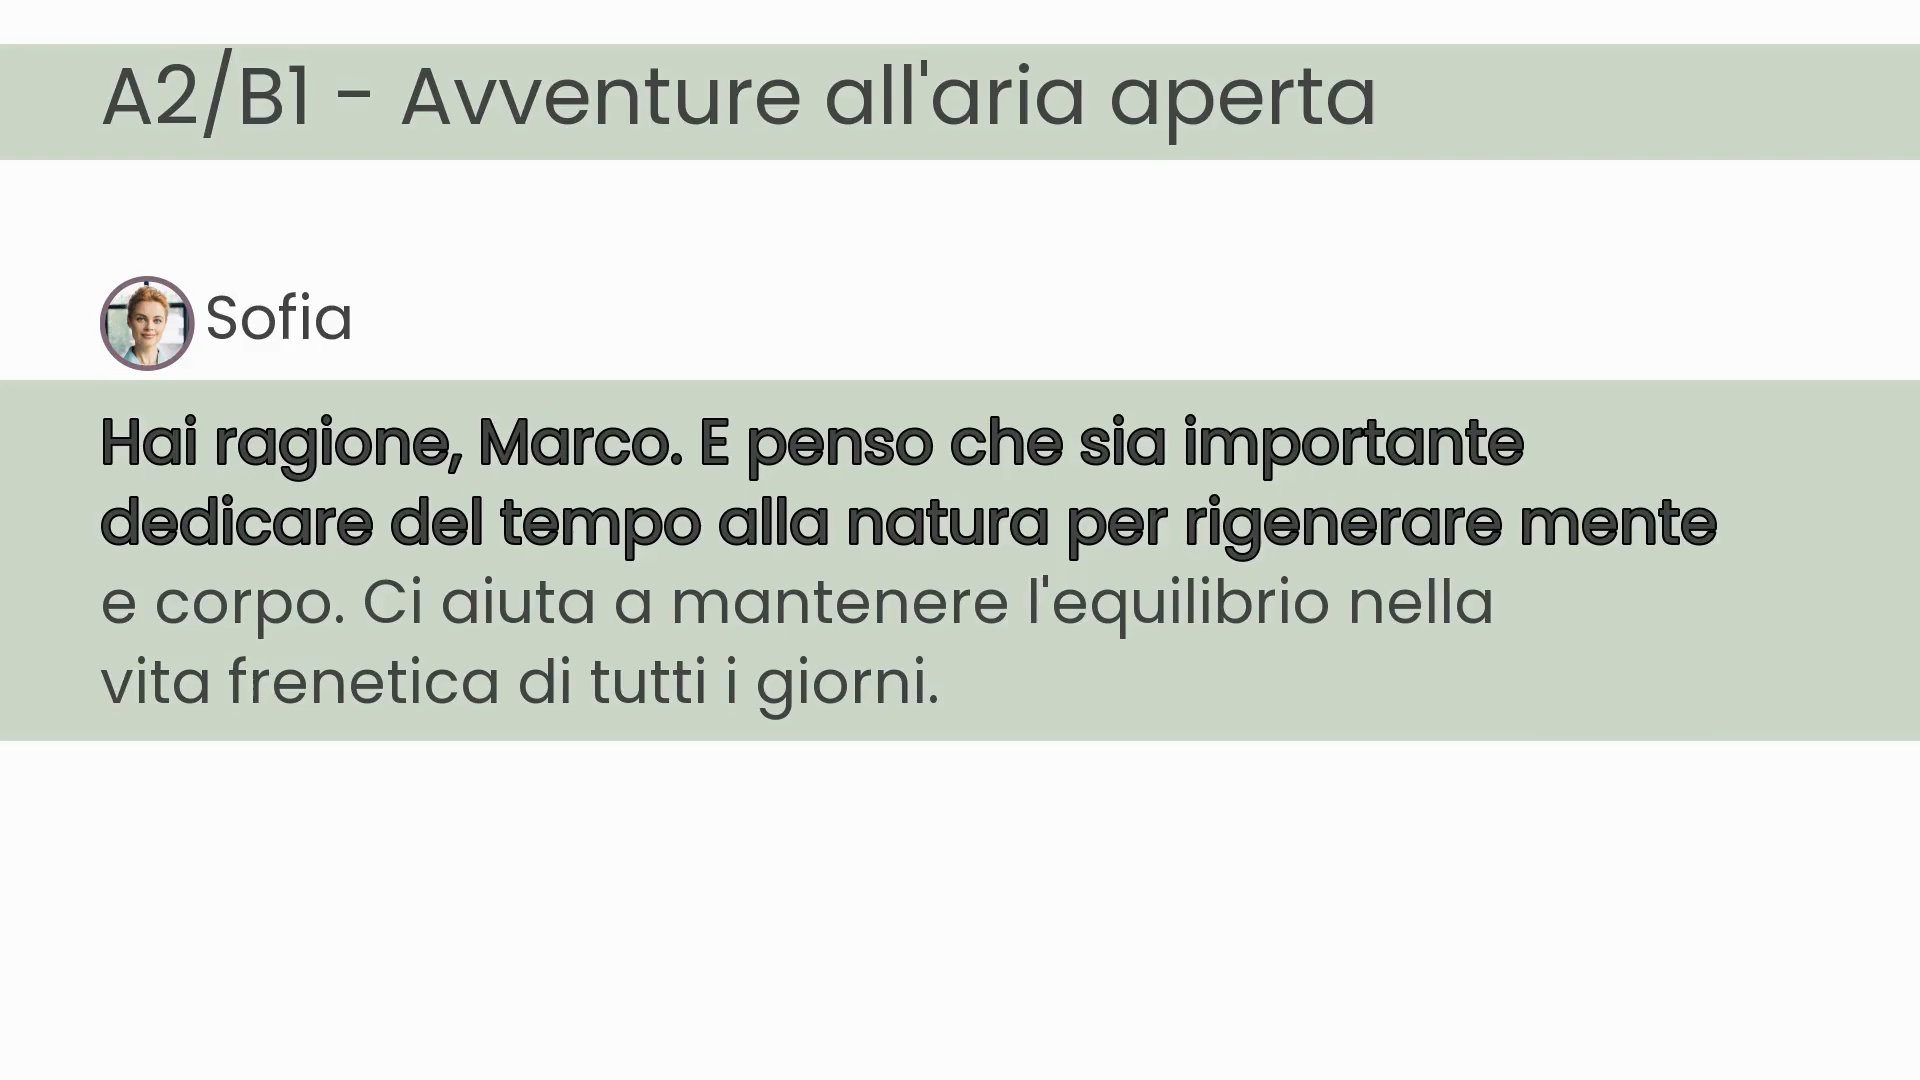 A2/B1 - Avventure all'aria aperta
Sofia
Hai ragione, Marco. E penso che sia importante
dedicare del tempo alla natura per rigenerare mente
e corpo. Ci aiuta a mantenere l'equilibrio nella
vita frenetica di tutti i giorni.